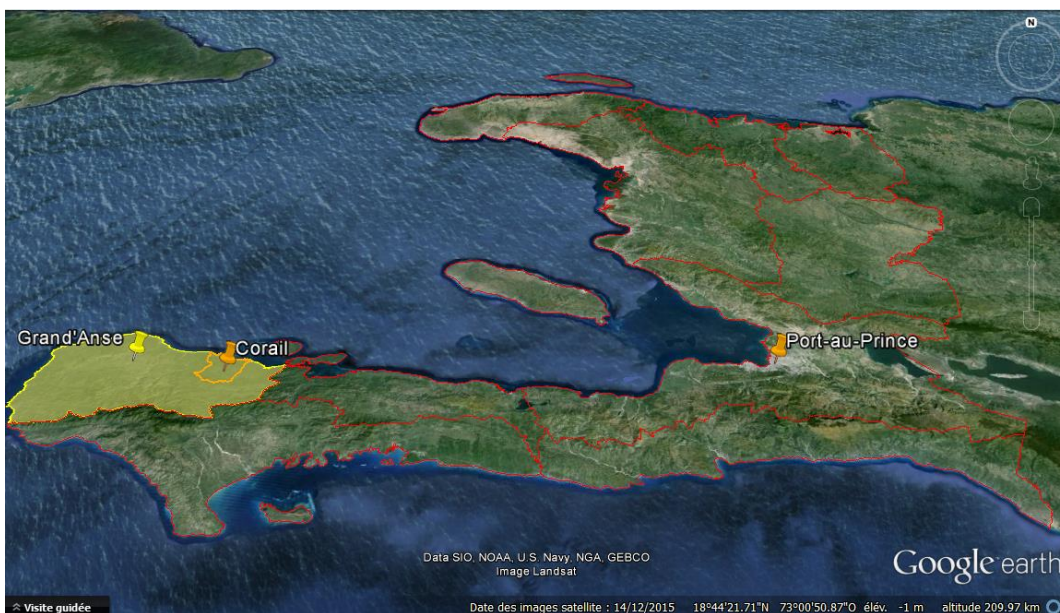 N
Grand'Anse
Corail
Port-au-Prince
Data SIO, NOAA, U.S. Navy, NGA, GEBCO
Image Landsat
Google earth
Visite guidée
Date des images satellite : 14/12/2015 18°44'21.71"N 73°00'50.87"O élév. -1 m altitude 209.97 km